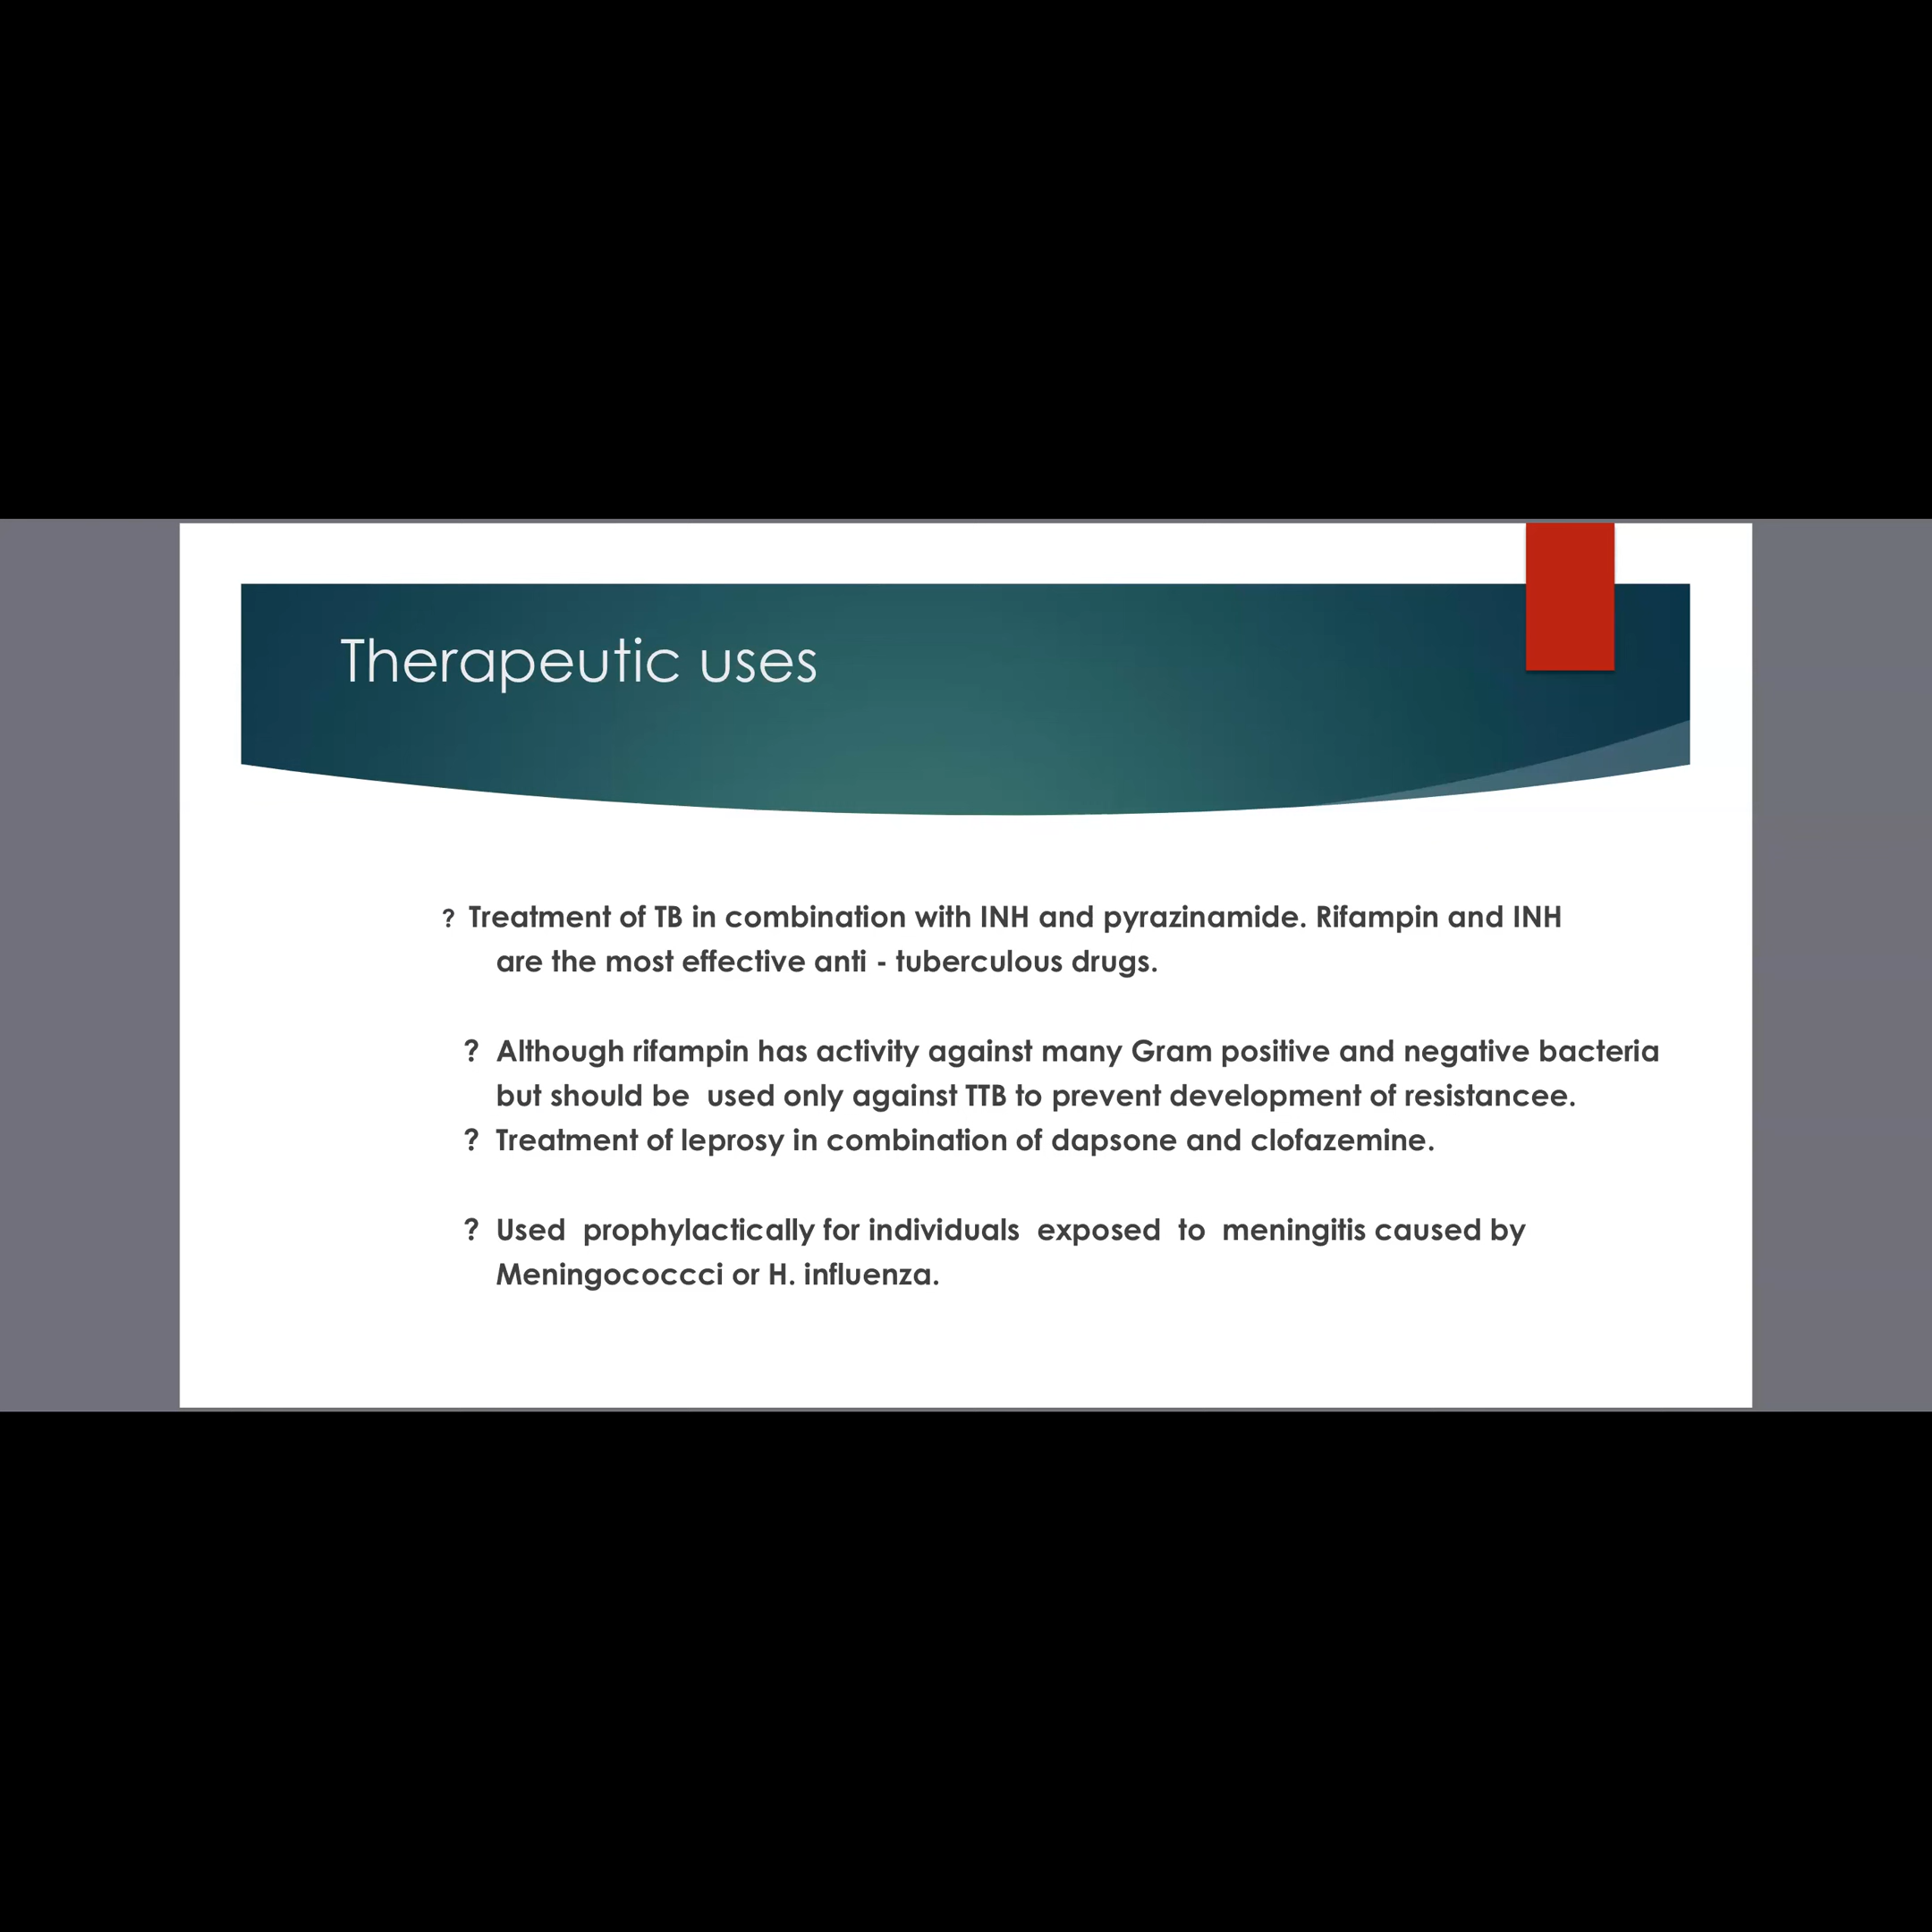 Therapeutic uses
? Treatment of TB in combination with INH and pyrazinamide. Rifampin and INH
are the most effective anti - tuberculous drugs.
? Although rifampin has activity against many Gram positive and negative bacteria
but should be used only against TTB to prevent development of resistancee.
? Treatment of leprosy in combination of dapsone and clofazemine.
? Used prophylactically for individuals exposed to meningitis caused by
Meningococcci or H. influenza.